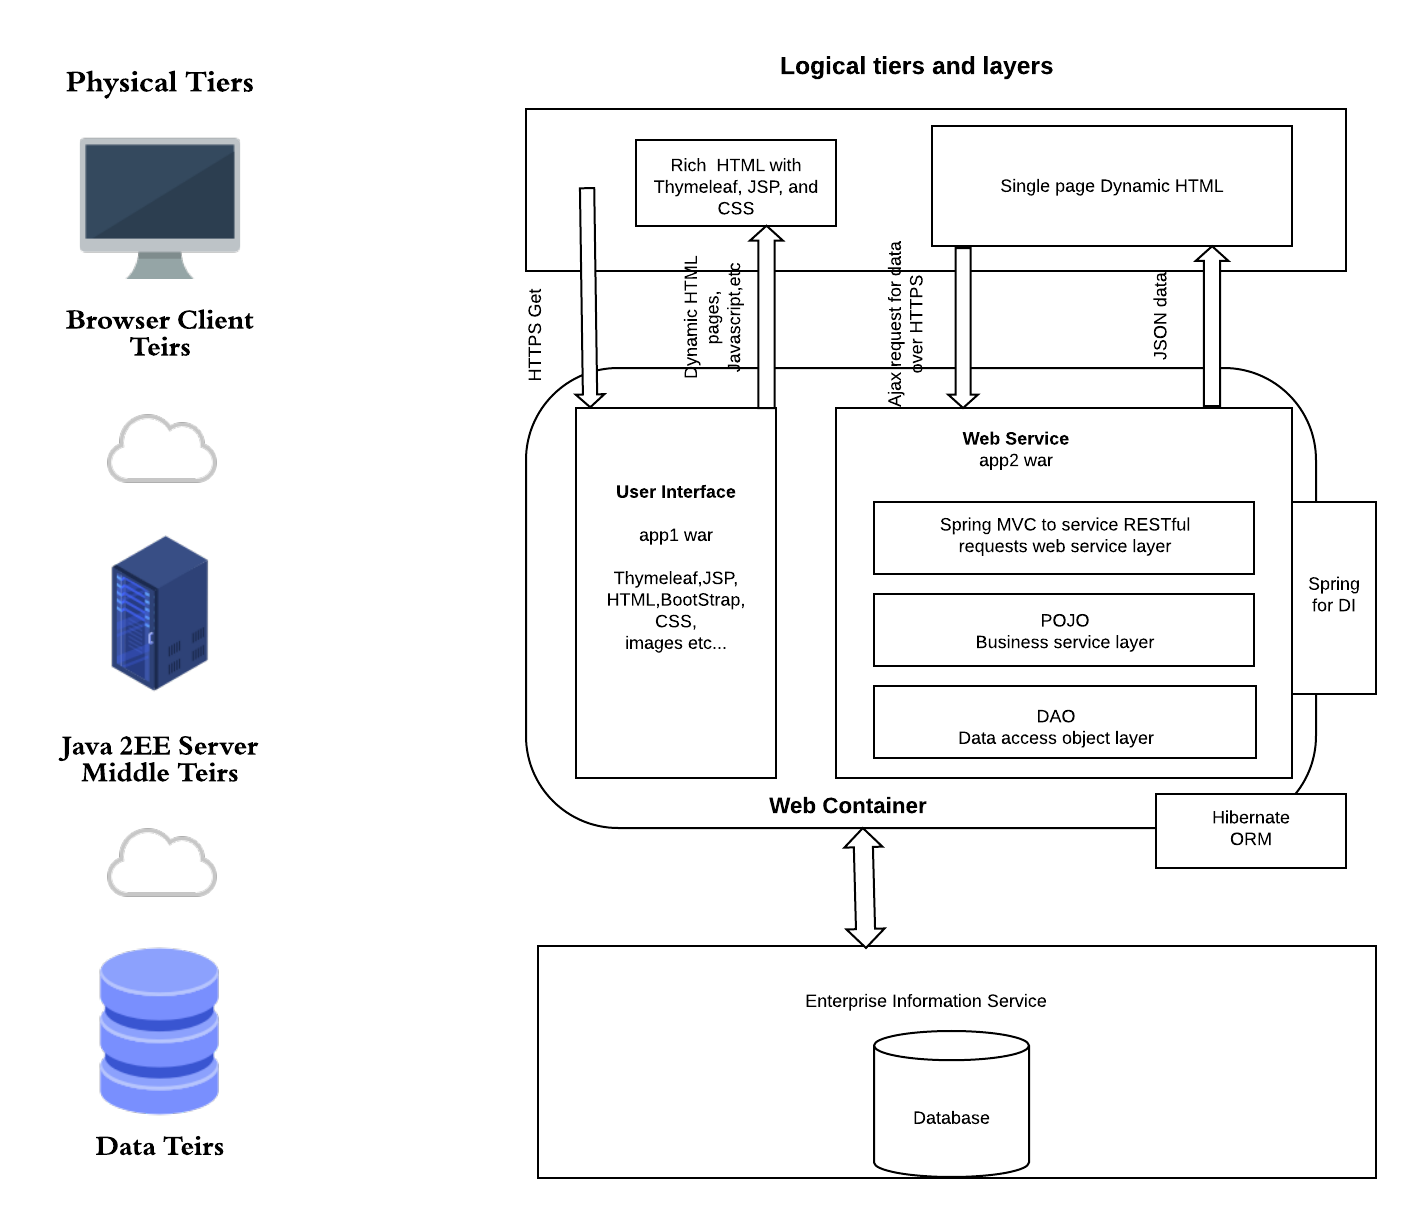 Physical Tiers
Browser Client
Teirs
Java 2EE Server
Middle Teirs
Data Teirs
Logical tiers and layers
Rich HTML with
Thymeleaf, JSP, and
CSS
Single page Dynamic HTML
HTTPS Get
Dynamic HTML
pages,
Javascript,etc
Ajax request for data
over HTTPS
JSON data
User Interface
app1 war
Thymeleaf,JSP,
HTML,BootStrap,
CSS,
images etc...
Web Service
app2 war
Spring MVC to service RESTful
requests web service layer
POJO
Business service layer
DAO
Data access object layer
Spring
for DI
Web Container
Hibernate
ORM
Enterprise Information Service
Database